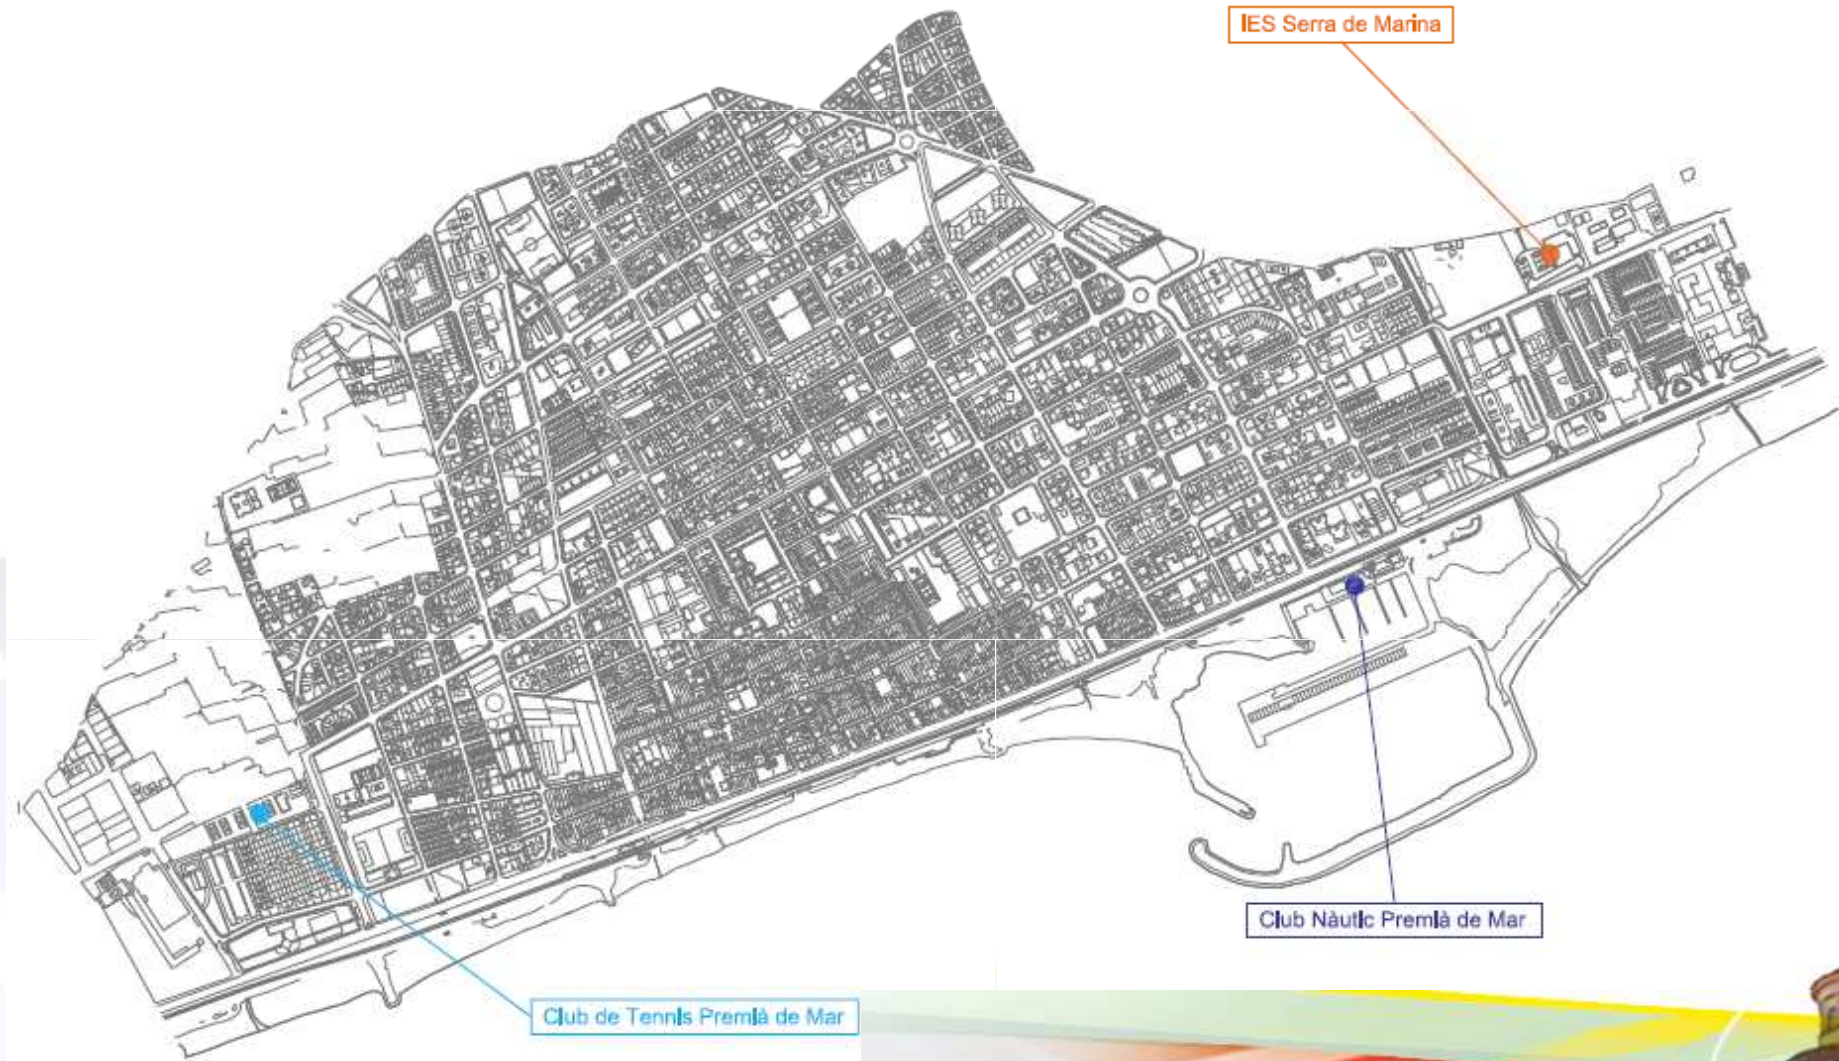 IES Serra de Marina
Club Nàutic Premià de Mar
Club de Tennis Premià de Mar